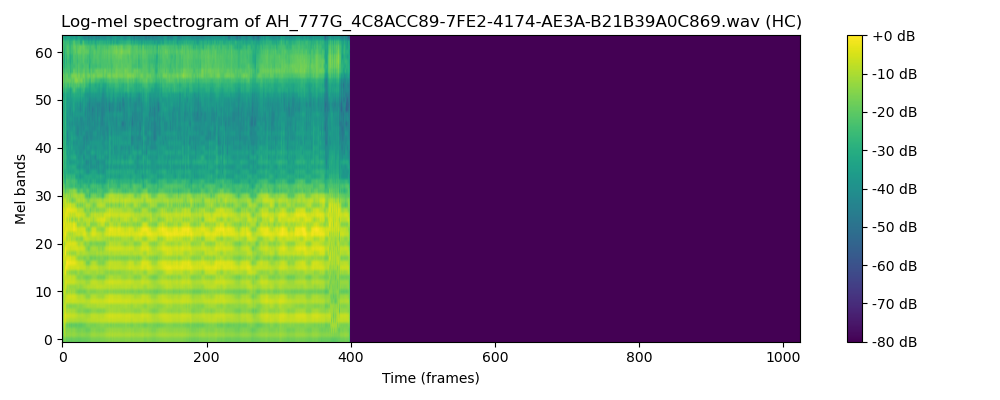 Log-mel spectrogram of AH_777G_4C8ACC89-7FE2-4174-AE3A-B21B39A0C869.wav (HC)
60
50
40
30
20
10
0
Mel bands
0 200 400 600 800 1000
Time (frames)
+0 dB
-10 dB
-20 dB
-30 dB
-40 dB
-50 dB
-60 dB
-70 dB
-80 dB